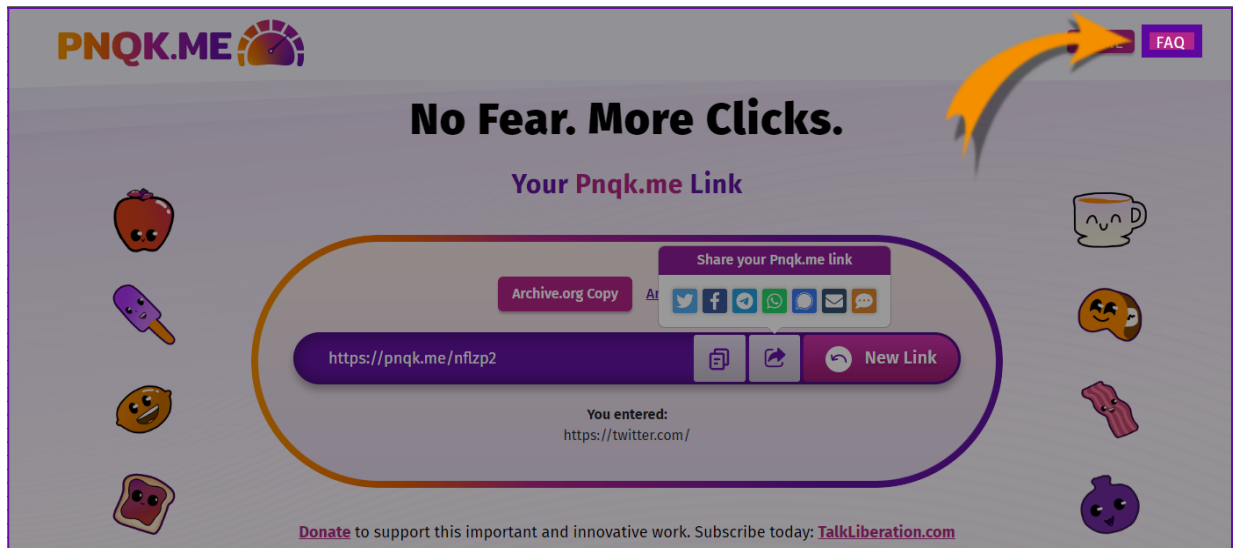 PNQK.ME
FAQ
No Fear. More Clicks.
Your Pnqk.me Link
Share your Pnqk.me link
Archive.org Copy
https://pnqk.me/nflzp2
New Link
You entered:
https://twitter.com/
Donate to support this important and innovative work. Subscribe today: TalkLiberation.com